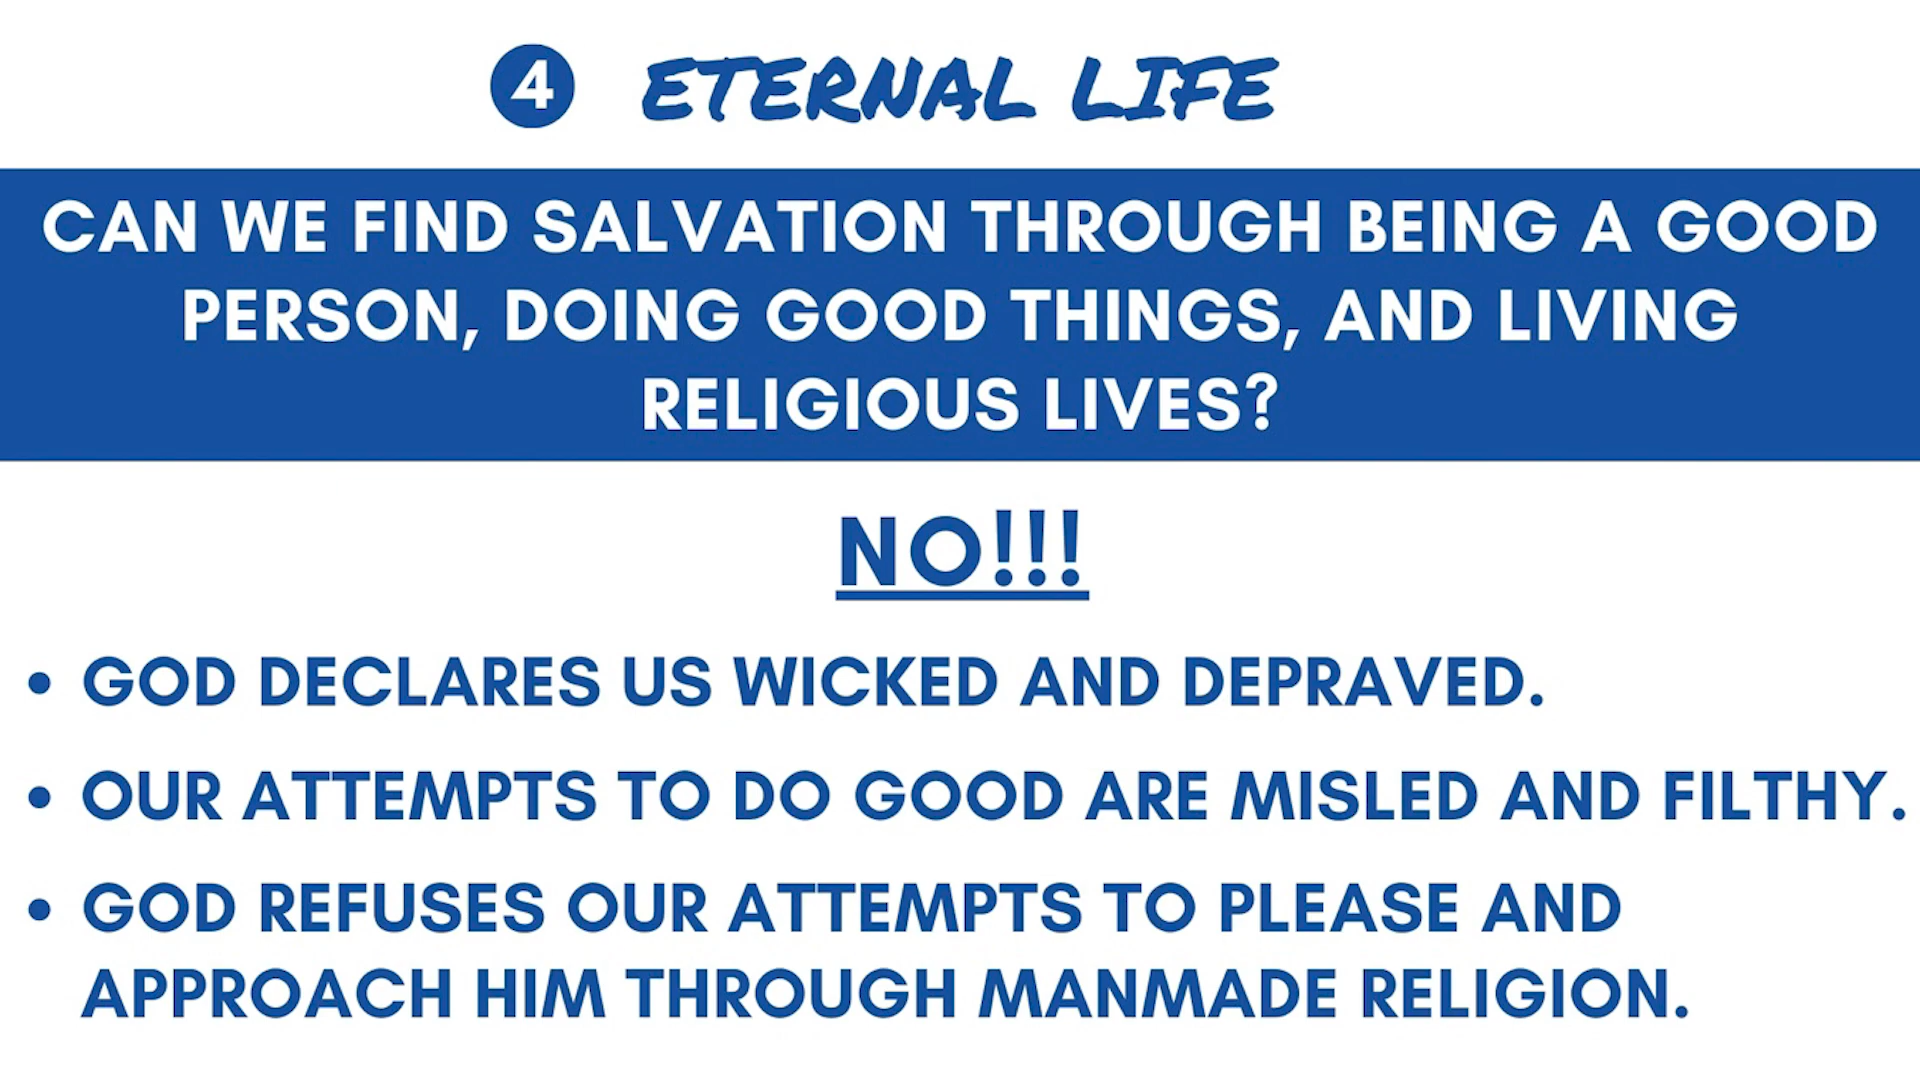 4 ETERNAL LIFE
CAN WE FIND SALVATION THROUGH BEING A GOOD
PERSON, DOING GOOD THINGS, AND LIVING
RELIGIOUS LIVES?
NO!!!
• GOD DECLARES US WICKED AND DEPRAVED.
• OUR ATTEMPTS TO DO GOOD ARE MISLED AND FILTHY.
• GOD REFUSES OUR ATTEMPTS TO PLEASE AND
APPROACH HIM THROUGH MANMADE RELIGION.